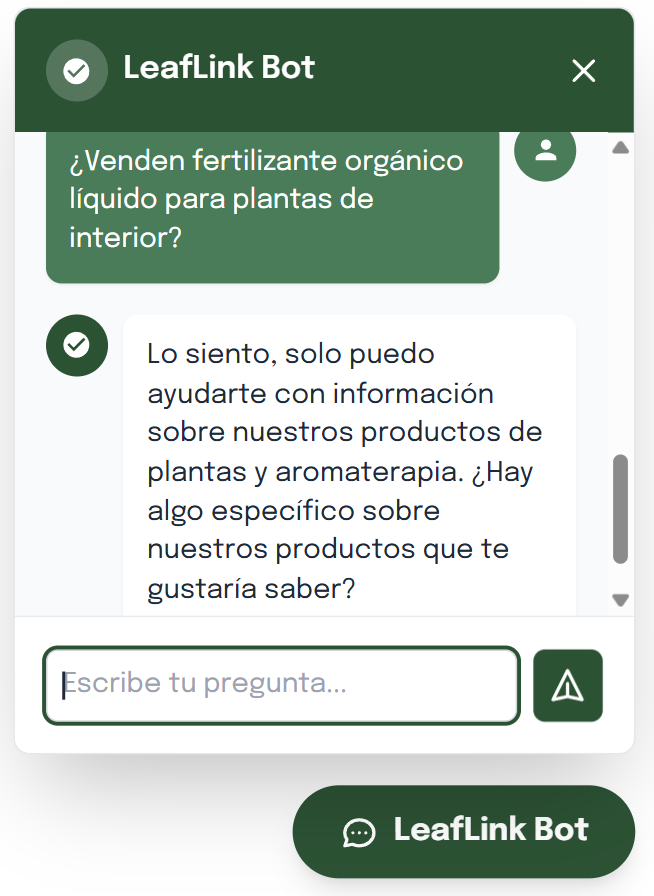 LeafLink Bot
¿Venden fertilizante orgánico
líquido para plantas de
interior?
Lo siento, solo puedo
ayudarte con información
sobre nuestros productos de
plantas y aromaterapia. ¿Hay
algo específico sobre
nuestros productos que te
gustaría saber?
Escribe tu pregunta...
LeafLink Bot